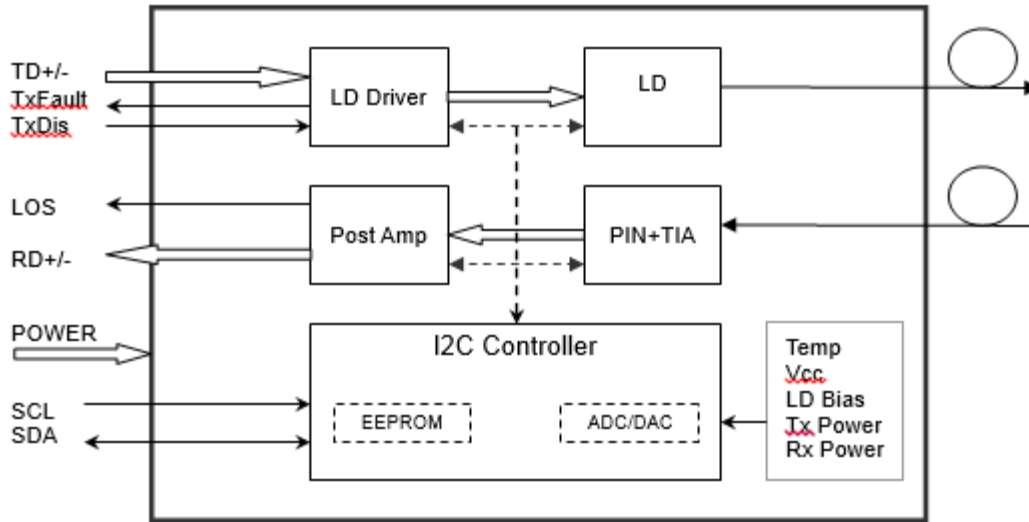 TD+/-
TxFault
TxDis
LD Driver
LD
LOS
RD+/-
Post Amp
PIN+TIA
POWER
SCL
SDA
I2C Controller
EEPROM
ADC/DAC
Temp
Vcc
LD Bias
Tx Power
Rx Power